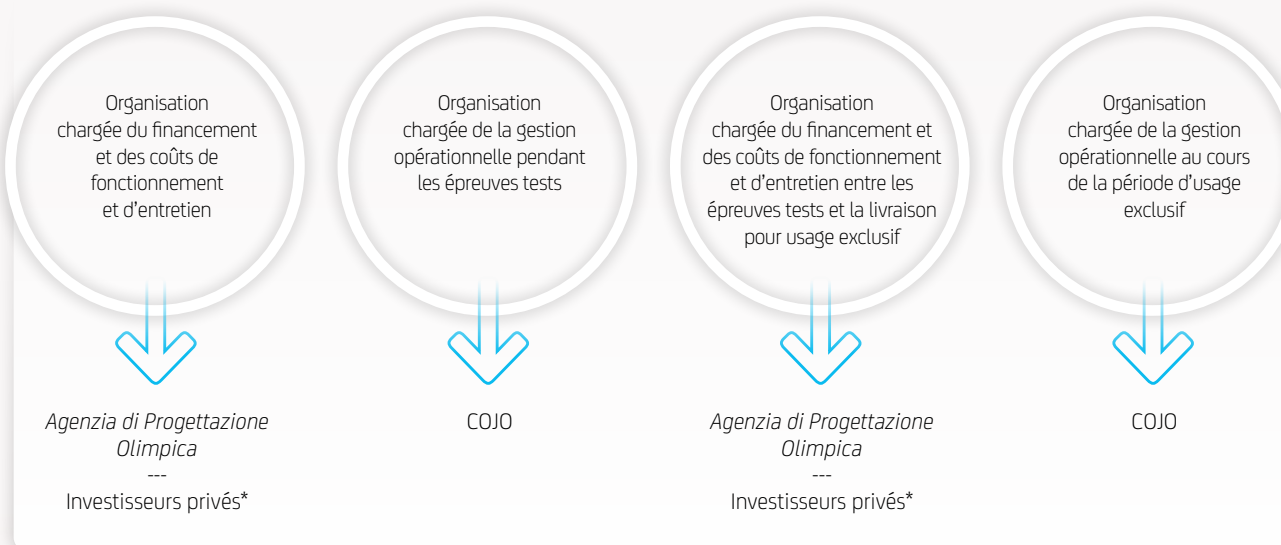 Organisation
chargée du financement
et des coûts de
fonctionnement
et d'entretien
Agenzia di Progettazione
Olimpica
---
Investisseurs privés*
Organisation
chargée de la gestion
opérationnelle pendant
les épreuves tests
COJO
Organisation
chargée du financement et
des coûts de fonctionnement
et d'entretien entre les
épreuves tests et la livraison
pour usage exclusif
Agenzia di Progettazione
Olimpica
---
Investisseurs privés*
Organisation
chargée de la gestion
opérationnelle au cours
de la période d'usage
exclusif
COJO